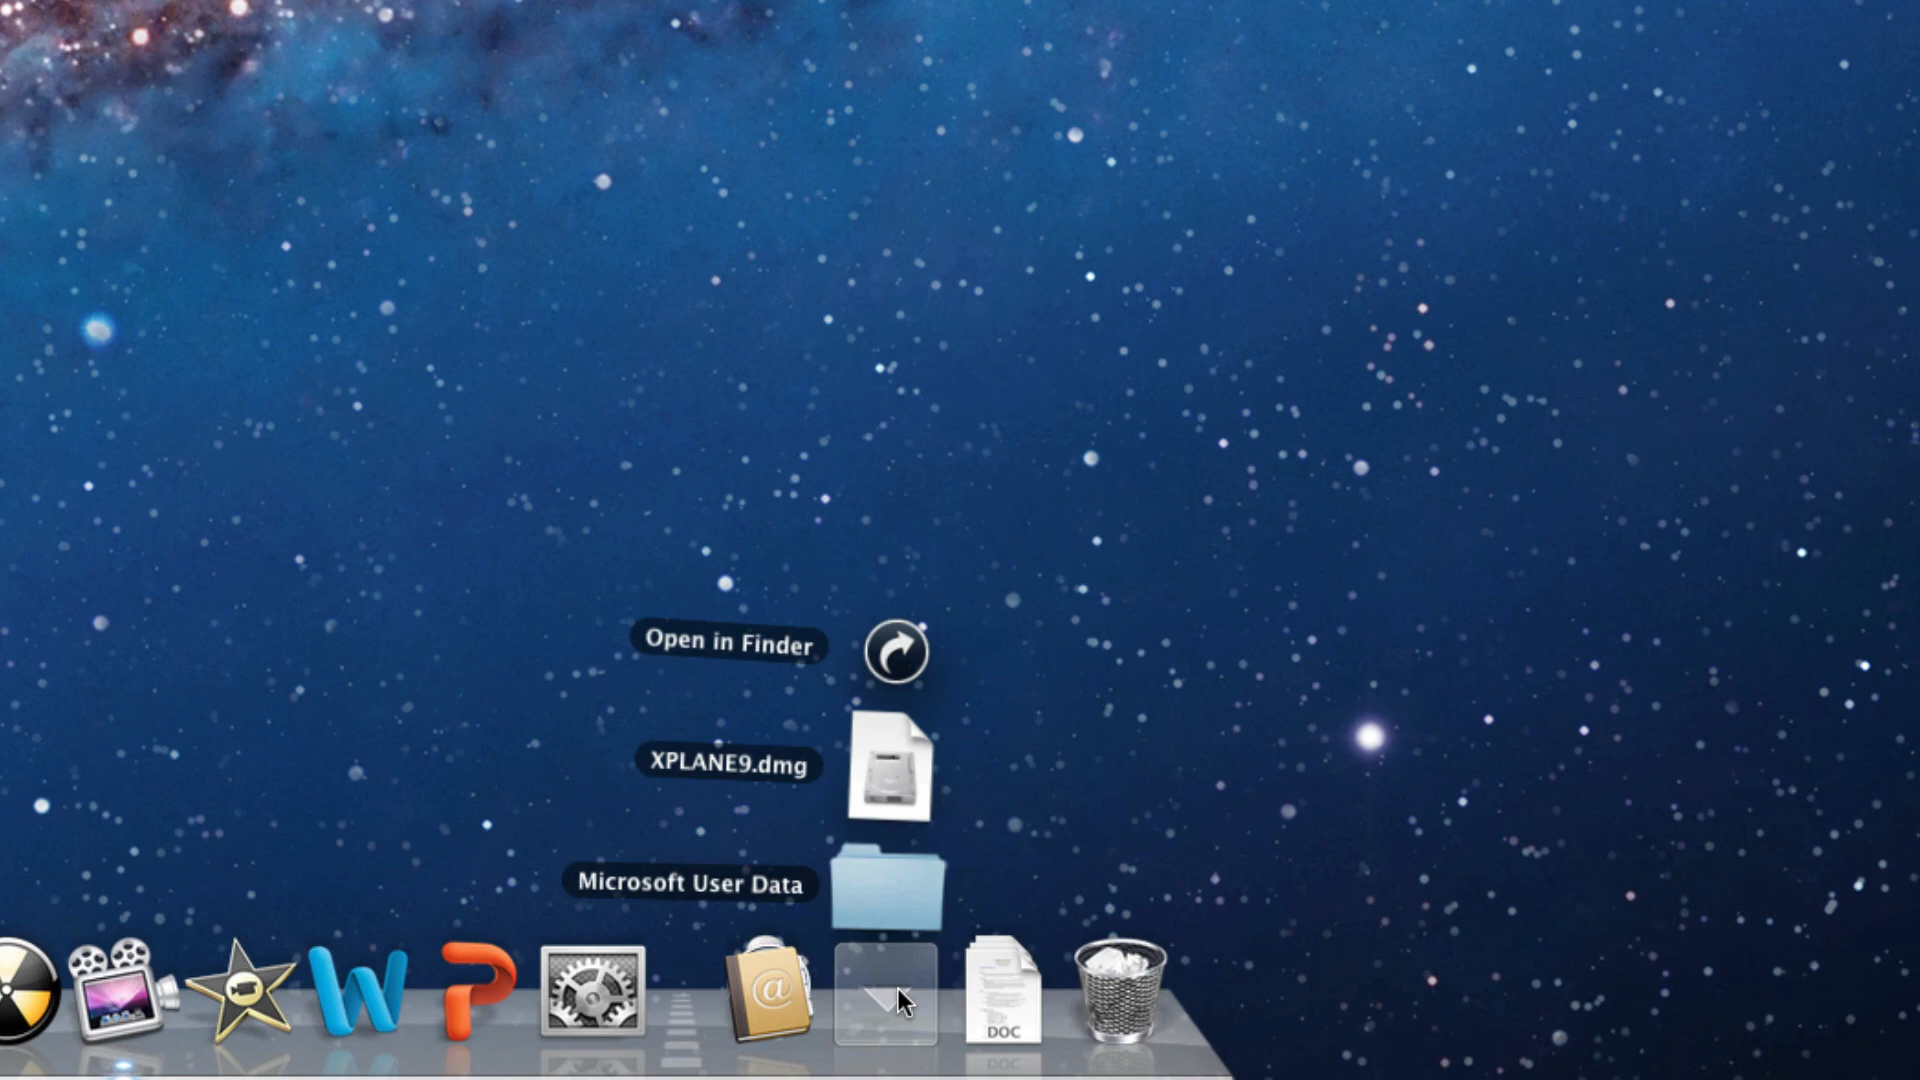 Open in Finder
XPLANE9.dmg
Microsoft User Data
DOC